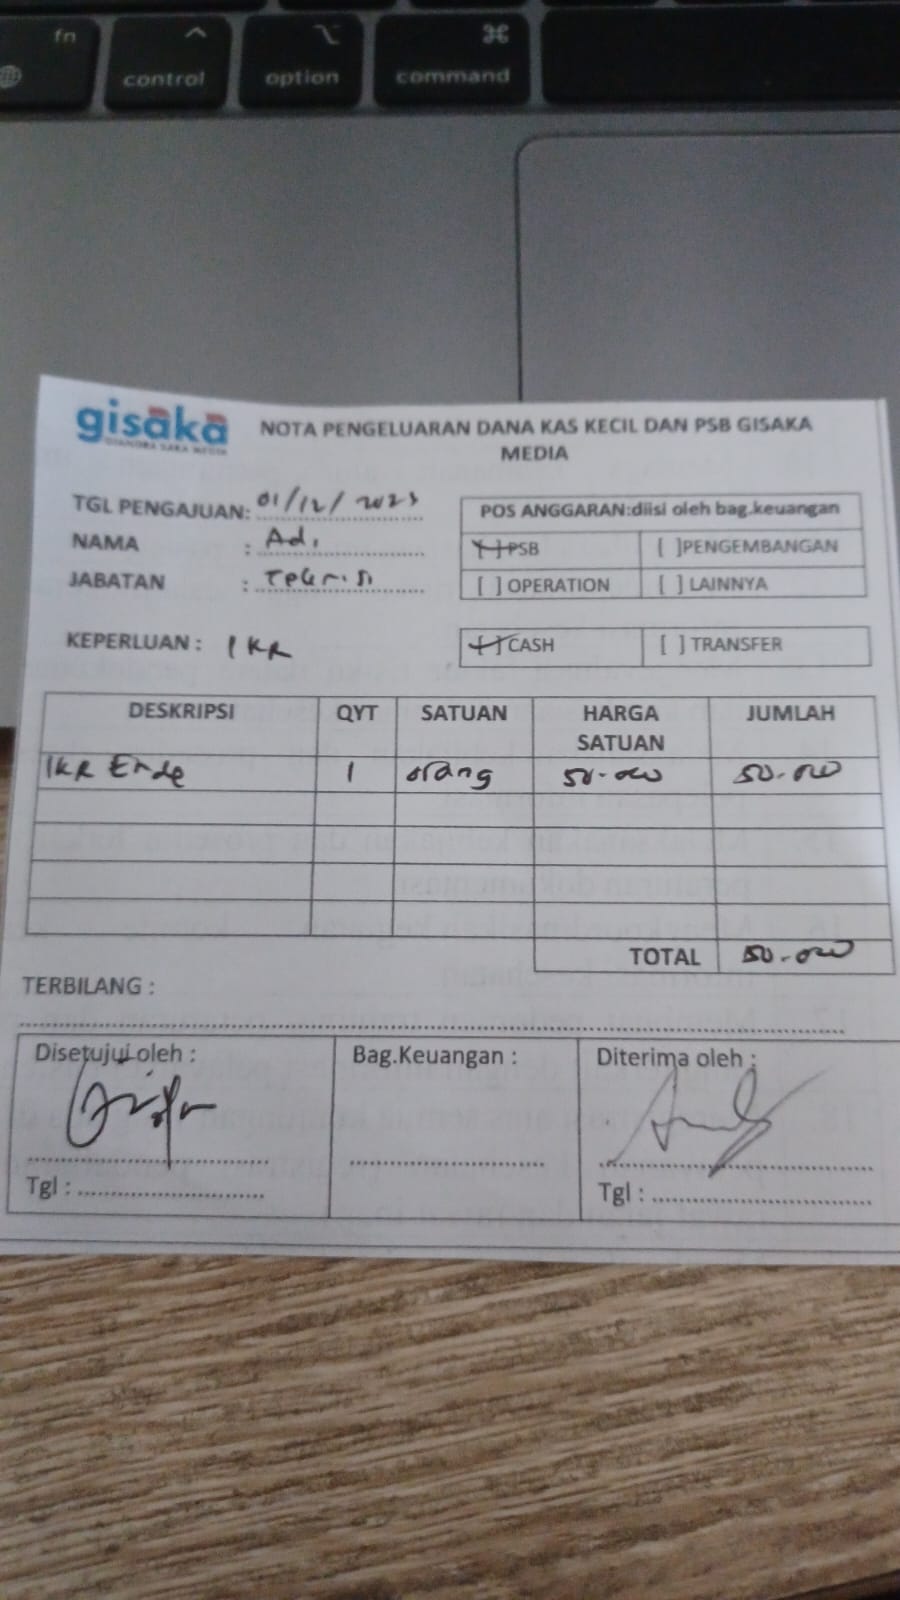 fn
control
option
command
gisaka
NOTA PENGELUARAN DANA KAS KECIL DAN PSB GISAKA
MEDIA
TGL PENGAJUAN: 01/12/2023
NAMA : Adi
JABATAN : Teknisi
POS ANGGARAN:diisi oleh bag.keuangan
[ ]PSB [ ]PENGEMBANGAN
[ ] OPERATION [ ] LAINNYA
KEPERLUAN : IKR
[ ] CASH [ ] TRANSFER
DESKRIPSI QYT SATUAN HARGA SATUAN JUMLAH
IKR Ende 1 orang 50.000 50.000
TOTAL 50.000
TERBILANG :
Disetujui oleh : Bag.Keuangan : Diterima oleh :
Tgl : Tgl :